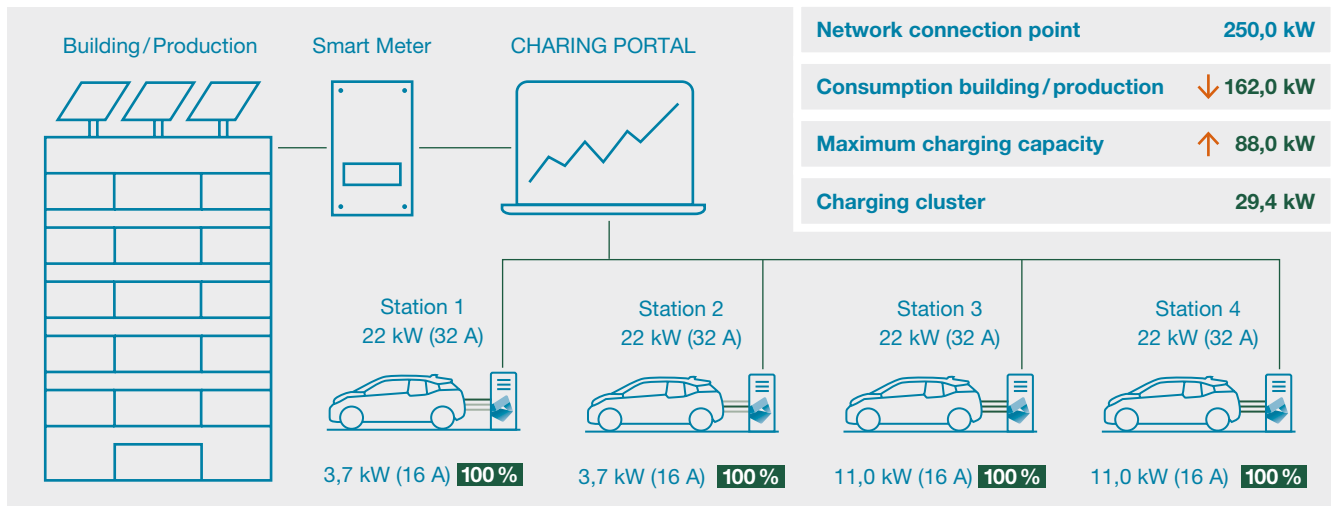 Building/Production
Smart Meter
CHARING PORTAL
Network connection point 250,0 kW
Consumption building/production ↓ 162,0 kW
Maximum charging capacity ↑ 88,0 kW
Charging cluster 29,4 kW
Station 1
22 kW (32 A)
Station 2
22 kW (32 A)
Station 3
22 kW (32 A)
Station 4
22 kW (32 A)
3,7 kW (16 A) 100 %
3,7 kW (16 A) 100 %
11,0 kW (16 A) 100 %
11,0 kW (16 A) 100 %